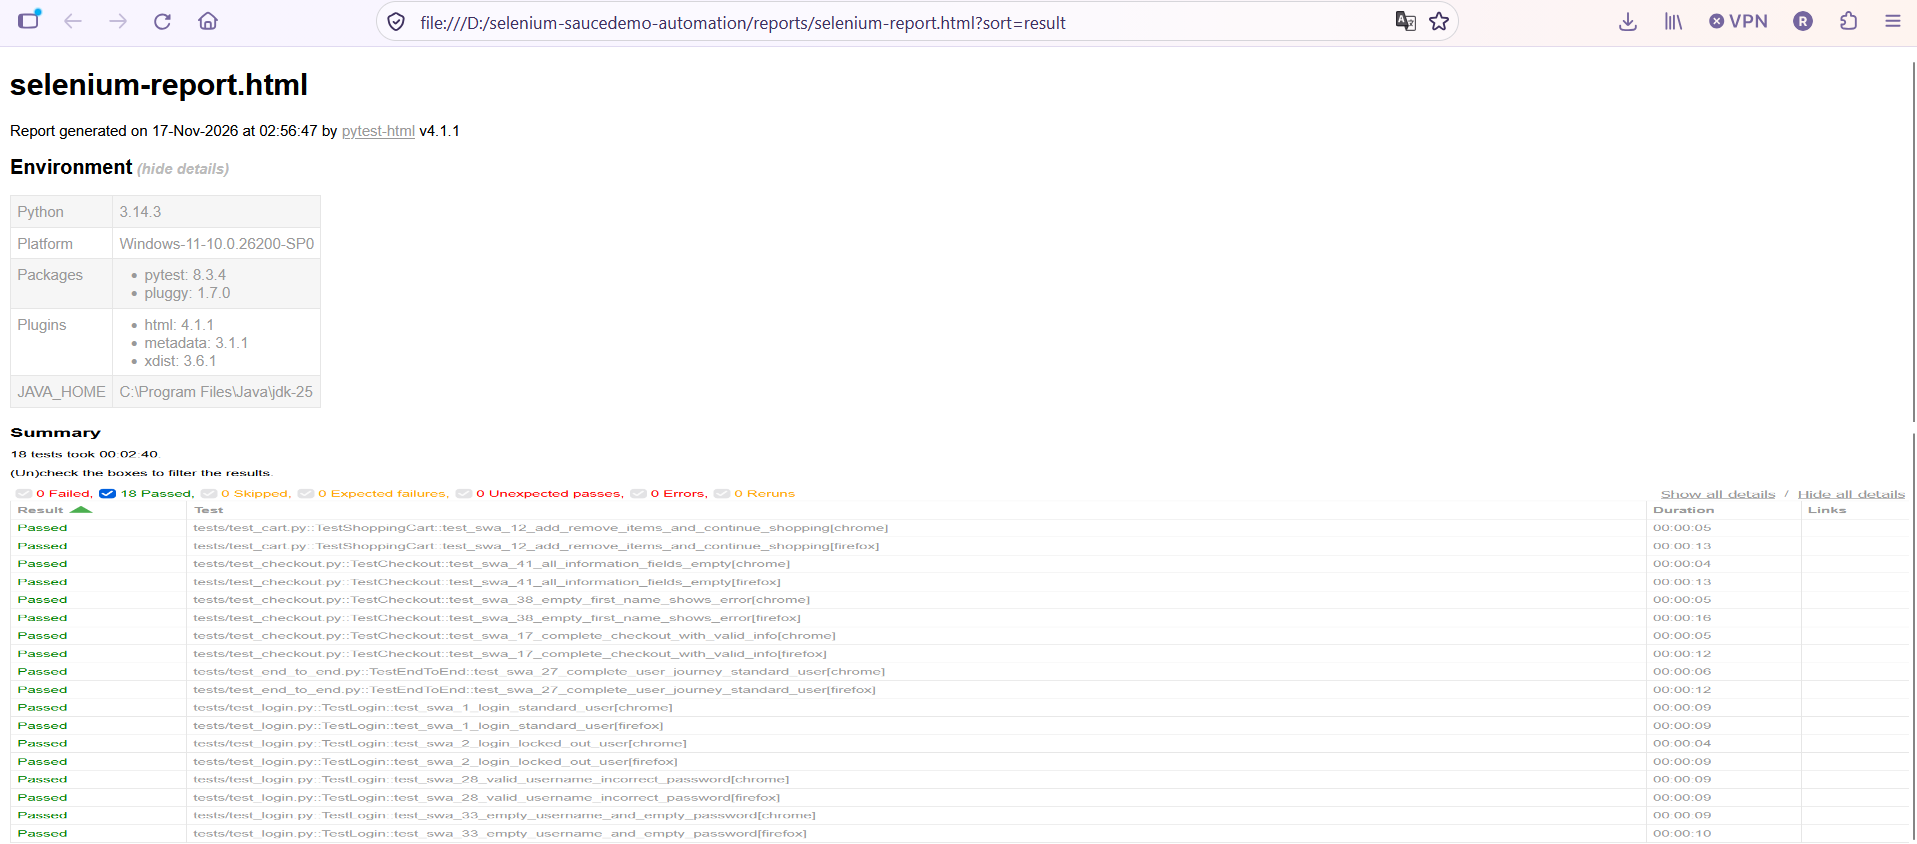 file:///D:/selenium-saucedemo-automation/reports/selenium-report.html?sort=result
VPN
R
selenium-report.html
Report generated on 17-Nov-2026 at 02:56:47 by pytest-html v4.1.1
Environment (hide details)
Python 3.14.3
Platform Windows-11-10.0.26200-SP0
Packages
pytest: 8.3.4
pluggy: 1.7.0
Plugins
html: 4.1.1
metadata: 3.1.1
xdist: 3.6.1
JAVA_HOME C:\Program Files\Java\jdk-25
Summary
18 tests took 00:02:40.
(Un)check the boxes to filter the results.
0 Failed, 18 Passed, 0 Skipped, 0 Expected failures, 0 Unexpected passes, 0 Errors, 0 Reruns Show all details / Hide all details
Result Test Duration Links
Passed tests/test_cart.py::TestShoppingCart::test_swa_12_add_remove_items_and_continue_shopping[chrome] 00:00:05
Passed tests/test_cart.py::TestShoppingCart::test_swa_12_add_remove_items_and_continue_shopping[firefox] 00:00:13
Passed tests/test_checkout.py::TestCheckout::test_swa_41_all_information_fields_empty[chrome] 00:00:04
Passed tests/test_checkout.py::TestCheckout::test_swa_41_all_information_fields_empty[firefox] 00:00:13
Passed tests/test_checkout.py::TestCheckout::test_swa_38_empty_first_name_shows_error[chrome] 00:00:05
Passed tests/test_checkout.py::TestCheckout::test_swa_38_empty_first_name_shows_error[firefox] 00:00:16
Passed tests/test_checkout.py::TestCheckout::test_swa_17_complete_checkout_with_valid_info[chrome] 00:00:05
Passed tests/test_checkout.py::TestCheckout::test_swa_17_complete_checkout_with_valid_info[firefox] 00:00:12
Passed tests/test_end_to_end.py::TestEndToEnd::test_swa_27_complete_user_journey_standard_user[chrome] 00:00:06
Passed tests/test_end_to_end.py::TestEndToEnd::test_swa_27_complete_user_journey_standard_user[firefox] 00:00:12
Passed tests/test_login.py::TestLogin::test_swa_1_login_standard_user[chrome] 00:00:09
Passed tests/test_login.py::TestLogin::test_swa_1_login_standard_user[firefox] 00:00:09
Passed tests/test_login.py::TestLogin::test_swa_2_login_locked_out_user[chrome] 00:00:04
Passed tests/test_login.py::TestLogin::test_swa_2_login_locked_out_user[firefox] 00:00:09
Passed tests/test_login.py::TestLogin::test_swa_28_valid_username_incorrect_password[chrome] 00:00:09
Passed tests/test_login.py::TestLogin::test_swa_28_valid_username_incorrect_password[firefox] 00:00:09
Passed tests/test_login.py::TestLogin::test_swa_33_empty_username_and_empty_password[chrome] 00:00:09
Passed tests/test_login.py::TestLogin::test_swa_33_empty_username_and_empty_password[firefox] 00:00:10